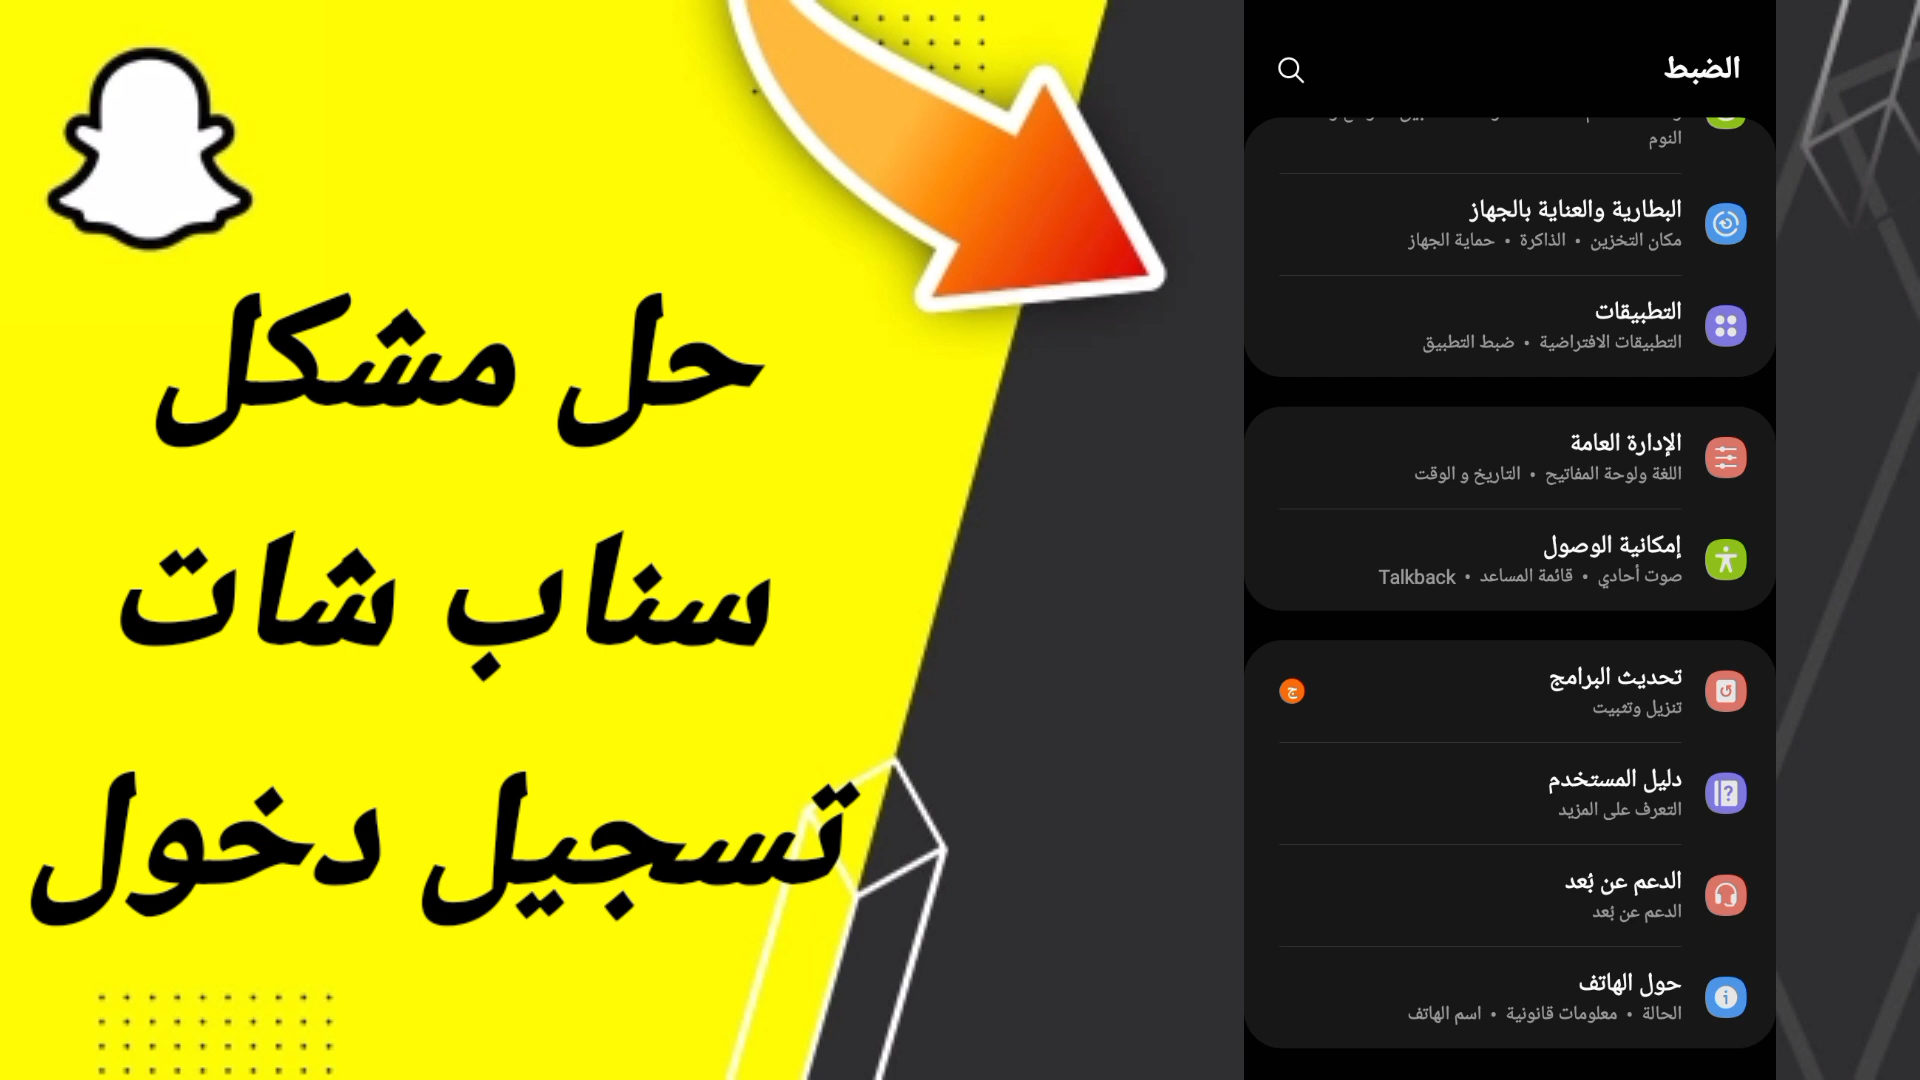 حل مشكل
سناب شات
تسجيل دخول
الضبط
النوم
البطارية والعناية بالجهاز
مكان التخزين • الذاكرة • حماية الجهاز
التطبيقات
التطبيقات الافتراضية • ضبط التطبيق
الإدارة العامة
اللغة ولوحة المفاتيح • التاريخ و الوقت
إمكانية الوصول
صوت أحادي • قائمة المساعد • Talkback
تحديث البرامج
ج
تنزيل وتثبيت
دليل المستخدم
التعرف على المزيد
الدعم عن بُعد
الدعم عن بُعد
حول الهاتف
الحالة • معلومات قانونية • اسم الهاتف